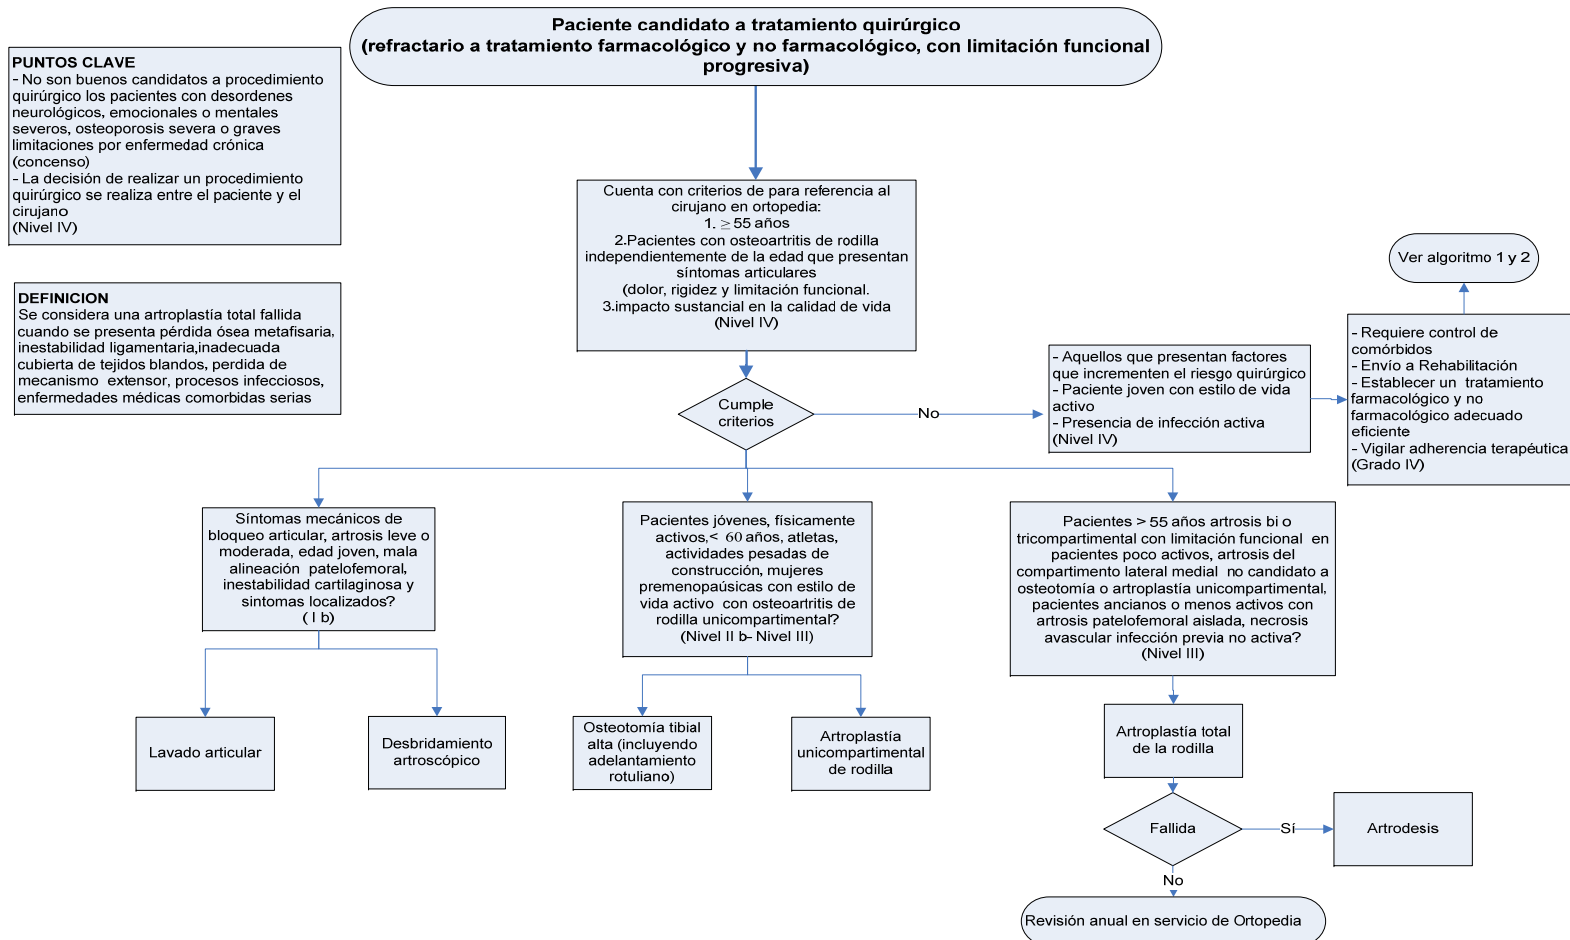 Paciente candidato a tratamiento quirúrgico
(refractario a tratamiento farmacológico y no farmacológico, con limitación funcional
progresiva)
PUNTOS CLAVE
- No son buenos candidatos a procedimiento
quirúrgico los pacientes con desordenes
neurológicos, emocionales o mentales
severos, osteoporosis severa o graves
limitaciones por enfermedad crónica
(concenso)
- La decisión de realizar un procedimiento
quirúrgico se realiza entre el paciente y el
cirujano
(Nivel IV)
DEFINICION
Se considera una artroplastía total fallida
cuando se presenta pérdida ósea metafisaria,
inestabilidad ligamentaria,inadecuada
cubierta de tejidos blandos, perdida de
mecanismo extensor, procesos infecciosos,
enfermedades médicas comorbidas serias
Cuenta con criterios de para referencia al
cirujano en ortopedia:
1. ≥ 55 años
2.Pacientes con osteoartritis de rodilla
independientemente de la edad que presentan
síntomas articulares
(dolor, rigidez y limitación funcional.
3.impacto sustancial en la calidad de vida
(Nivel IV)
Cumple
criterios
No
- Aquellos que presentan factores
que incrementen el riesgo quirúrgico
- Paciente joven con estilo de vida
activo
- Presencia de infección activa
(Nivel IV)
Ver algoritmo 1 y 2
- Requiere control de
comórbidos
- Envío a Rehabilitación
- Establecer un tratamiento
farmacológico y no
farmacológico adecuado
eficiente
- Vigilar adherencia terapéutica
(Grado IV)
Síntomas mecánicos de
bloqueo articular, artrosis leve o
moderada, edad joven, mala
alineación patelofemoral,
inestabilidad cartilaginosa y
sintomas localizados?
( I b)
Lavado articular
Desbridamiento
artroscópico
Pacientes jóvenes, físicamente
activos,< 60 años, atletas,
actividades pesadas de
construcción, mujeres
premenopaúsicas con estilo de
vida activo con osteoartritis de
rodilla unicompartimental?
(Nivel II b- Nivel III)
Osteotomía tibial
alta (incluyendo
adelantamiento
rotuliano)
Artroplastía
unicompartimental
de rodilla
Pacientes > 55 años artrosis bi o
tricompartimental con limitación funcional en
pacientes poco activos, artrosis del
compartimento lateral medial no candidato a
osteotomía o artroplastía unicompartimental,
pacientes ancianos o menos activos con
artrosis patelofemoral aislada, necrosis
avascular infección previa no activa?
(Nivel III)
Artroplastía total
de la rodilla
Fallida
Sí
Artrodesis
No
Revisión anual en servicio de Ortopedia